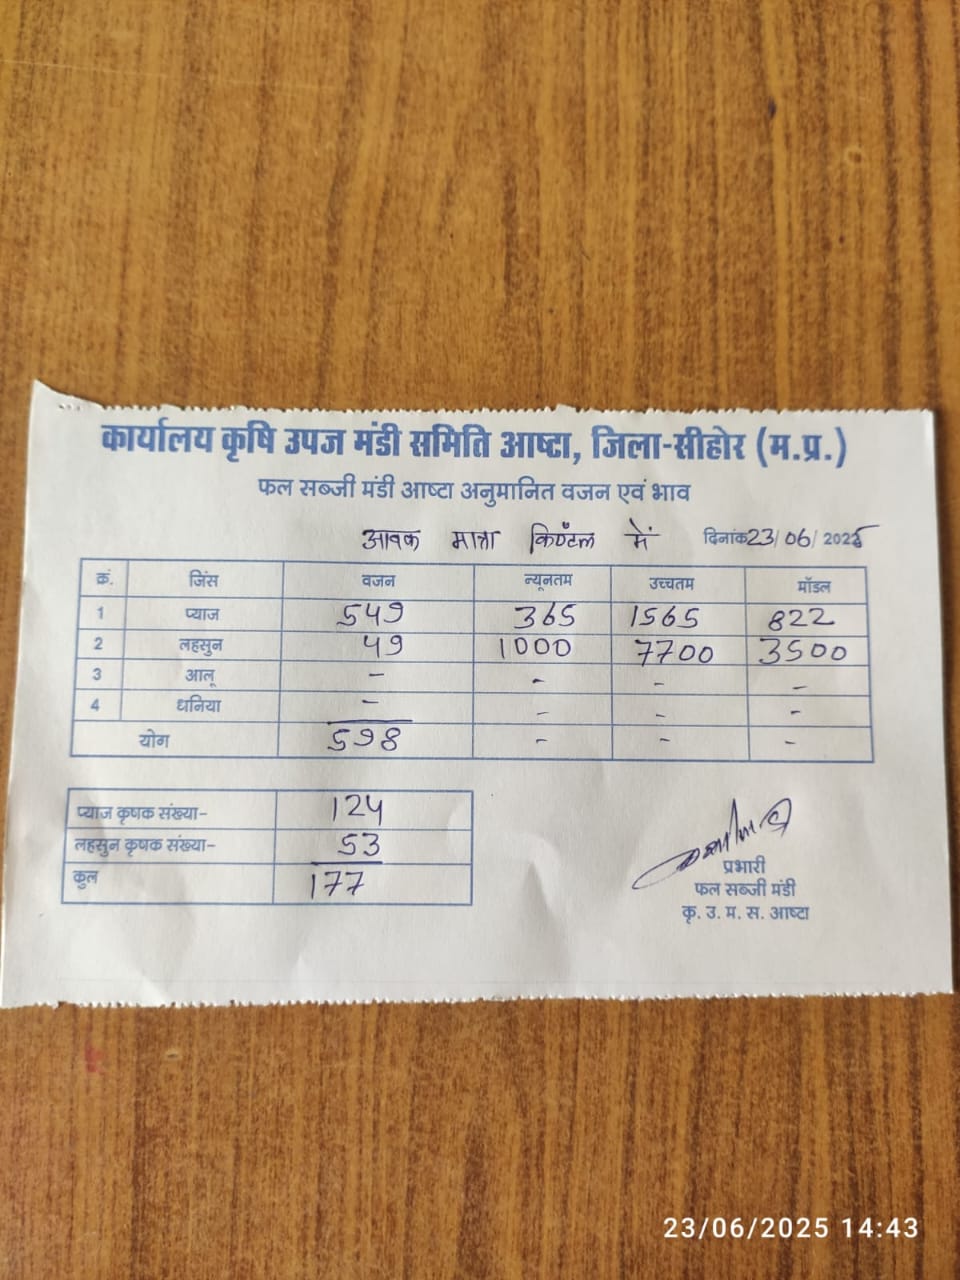 कार्यालय कृषि उपज मंडी समिति आष्टा, जिला-सीहोर (म.प्र.)
फल सब्जी मंडी आष्टा अनुमानित वजन एवं भाव
आवक मात्रा किण्टल में दिनांक 23/06/2025
क्रं. जिंस वजन न्यूनतम उच्चतम मॉडल
1 प्याज 549 365 1565 822
2 लहसुन 49 1000 7700 3500
3 आलू - - - -
4 धनिया - - - -
योग 598 - - -
प्याज कृषक संख्या- 124
लहसुन कृषक संख्या- 53
कुल 177
प्रभारी
फल सब्जी मंडी
कृ. उ. म. स. आष्टा
23/06/2025 14:43